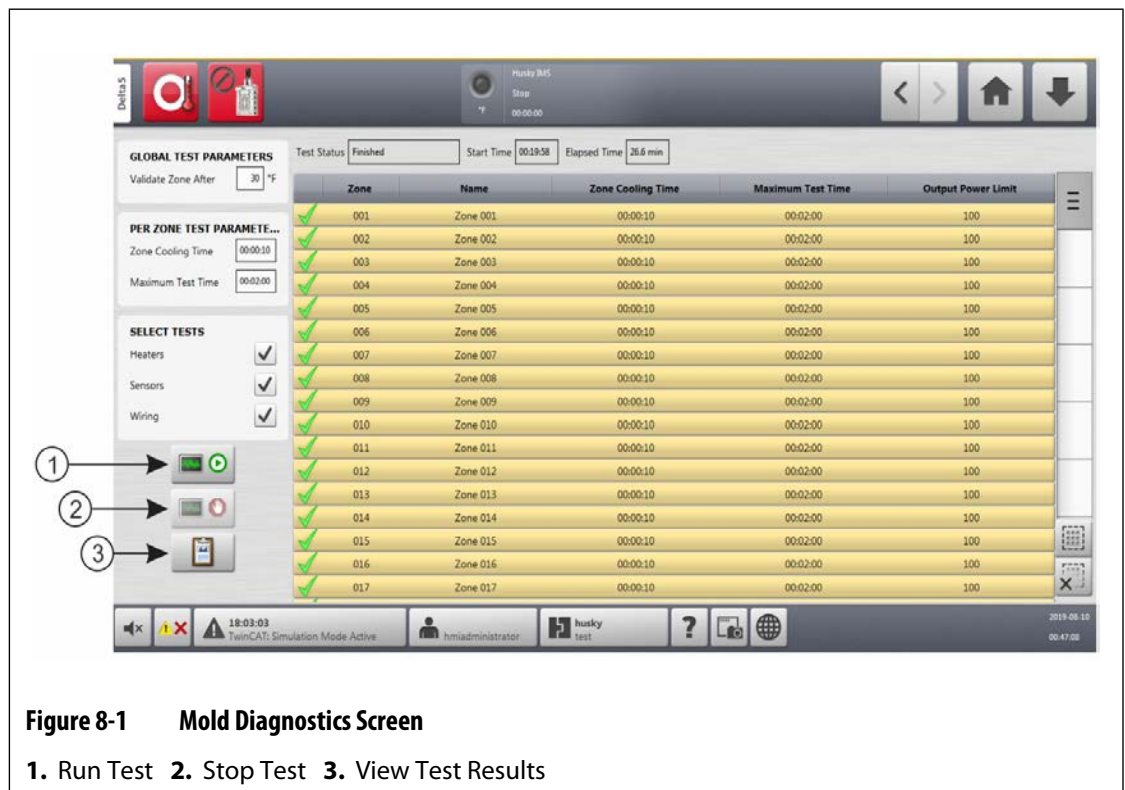 Delta5
Husky IMS
Stop
°F
00:00:00
GLOBAL TEST PARAMETERS
Validate Zone After 30 °F
PER ZONE TEST PARAMETE...
Zone Cooling Time 00:00:10
Maximum Test Time 00:02:00
SELECT TESTS
Heaters
Sensors
Wiring
Test Status Finished Start Time 00:19:58 Elapsed Time 26.6 min
Zone Name Zone Cooling Time Maximum Test Time Output Power Limit
001 Zone 001 00:00:10 00:02:00 100
002 Zone 002 00:00:10 00:02:00 100
003 Zone 003 00:00:10 00:02:00 100
004 Zone 004 00:00:10 00:02:00 100
005 Zone 005 00:00:10 00:02:00 100
006 Zone 006 00:00:10 00:02:00 100
007 Zone 007 00:00:10 00:02:00 100
008 Zone 008 00:00:10 00:02:00 100
009 Zone 009 00:00:10 00:02:00 100
010 Zone 010 00:00:10 00:02:00 100
011 Zone 011 00:00:10 00:02:00 100
012 Zone 012 00:00:10 00:02:00 100
013 Zone 013 00:00:10 00:02:00 100
014 Zone 014 00:00:10 00:02:00 100
015 Zone 015 00:00:10 00:02:00 100
016 Zone 016 00:00:10 00:02:00 100
017 Zone 017 00:00:10 00:02:00 100
1
2
3
18:03:03
TwinCAT: Simulation Mode Active
hmiadministrator
husky
test
?
2019-08-10
00:47:08
Figure 8-1 Mold Diagnostics Screen
1. Run Test 2. Stop Test 3. View Test Results